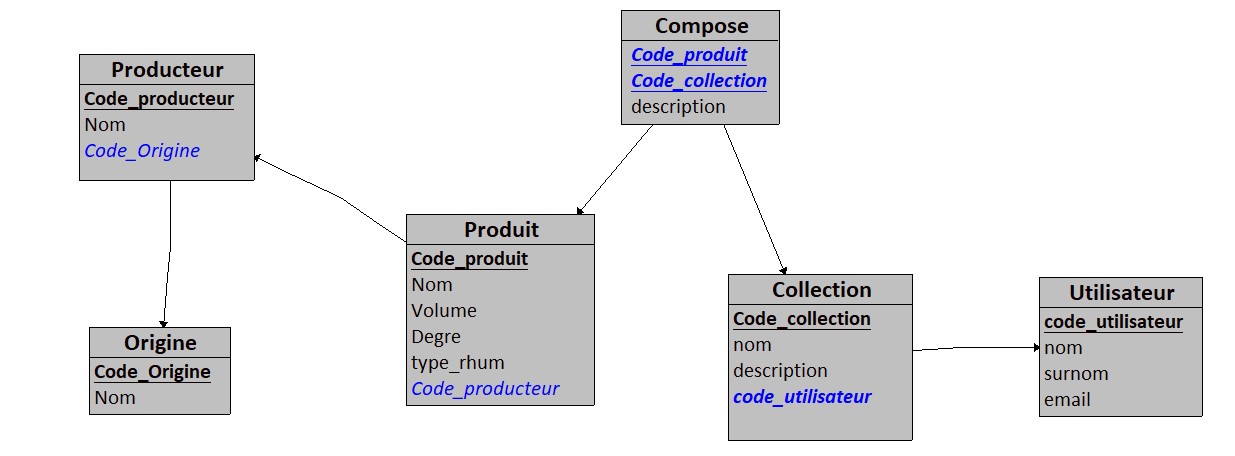 Compose
Code_produit
Code_collection
description
Producteur
Code_producteur
Nom
Code_Origine
Produit
Code_produit
Nom
Volume
Degre
type_rhum
Code_producteur
Collection
Code_collection
nom
description
code_utilisateur
Utilisateur
code_utilisateur
nom
surnom
email
Origine
Code_Origine
Nom